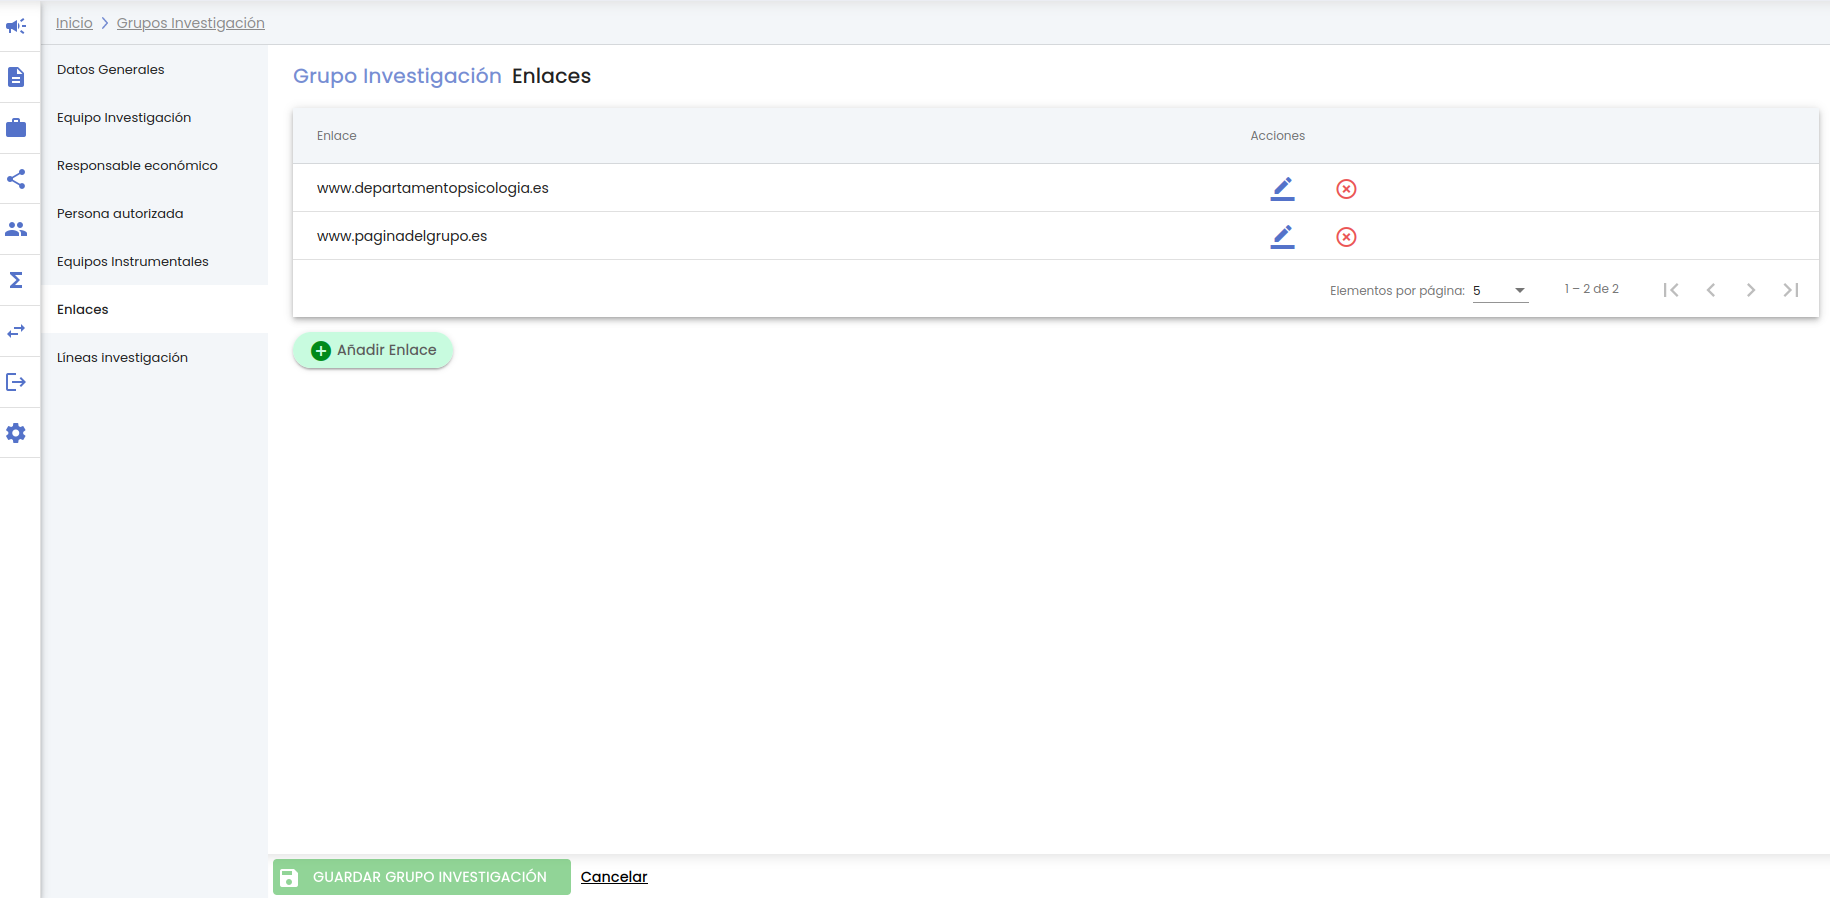 Inicio Grupos Investigación
Datos Generales
Equipo Investigación
Responsable económico
Persona autorizada
Equipos Instrumentales
Enlaces
Líneas investigación
Grupo Investigación Enlaces
Enlace Acciones
www.departamentopsicologia.es
www.paginadelgrupo.es
Elementos por página: 5 1 – 2 de 2
Añadir Enlace
GUARDAR GRUPO INVESTIGACIÓN Cancelar